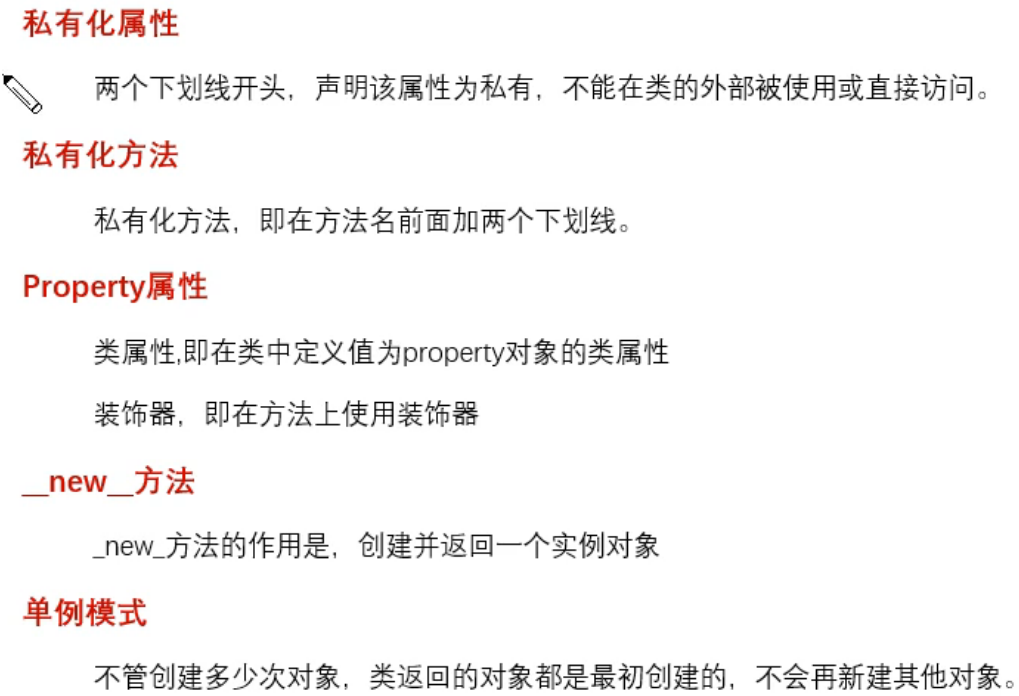 私有化属性
两个下划线开头，声明该属性为私有，不能在类的外部被使用或直接访问。
私有化方法
私有化方法，即在方法名前面加两个下划线。
Property属性
类属性,即在类中定义值为property对象的类属性
装饰器，即在方法上使用装饰器
__new__方法
_new_方法的作用是，创建并返回一个实例对象
单例模式
不管创建多少次对象，类返回的对象都是最初创建的，不会再新建其他对象。